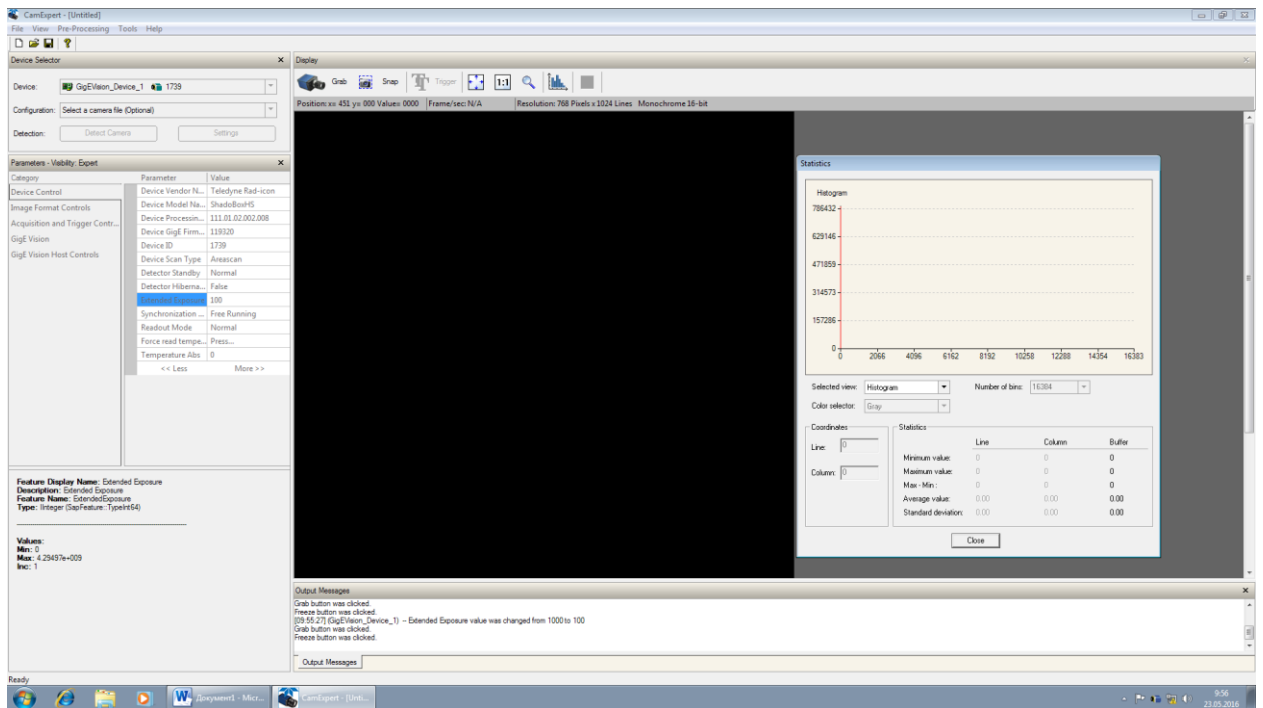 CamExpert - [Untitled]
File View Pre-Processing Tools Help
Device Selector
Device: GigEVision_Device_1 1739
Configuration: Select a camera file (Optional)
Detection: Detect Camera Settings
Parameters - Visibility: Expert
Category
Device Control
Image Format Controls
Acquisition and Trigger Contr...
GigE Vision
GigE Vision Host Controls
Parameter Value
Device Vendor N... Teledyne Rad-icon
Device Model Na... ShadoBoxHS
Device Processin... 111.01.02.002.008
Device GigE Firm... 119320
Device ID 1739
Device Scan Type Areascan
Detector Standby Normal
Detector Hiberna... False
Extended Exposure 100
Synchronization ... Free Running
Readout Mode Normal
Force read tempe... Press...
Temperature Abs 0
<< Less More >>
Feature Display Name: Extended Exposure
Description: Extended Exposure
Feature Name: ExtendedExposure
Type: IInteger (SapFeature::TypeInt64)
Values:
Min: 0
Max: 4.29497e+009
Inc: 1
Display
Grab Snap Trigger 1:1
Position: x= 451 y= 000 Value= 0000 Frame/sec: N/A Resolution: 768 Pixels x 1024 Lines Monochrome 16-bit
Statistics
Histogram
786432
629146
471859
314573
157286
0
0 2066 4096 6162 8192 10258 12288 14354 16383
Selected view: Histogram Number of bins: 16384
Color selector: Gray
Coordinates
Line: 0
Column: 0
Statistics
Line Column Buffer
Minimum value: 0 0 0
Maximum value: 0 0 0
Max - Min : 0 0 0
Average value: 0.00 0.00 0.00
Standard deviation: 0.00 0.00 0.00
Close
Output Messages
Grab button was clicked.
Freeze button was clicked.
[09:55:27] (GigEVision_Device_1) -- Extended Exposure value was changed from 1000 to 100
Grab button was clicked.
Freeze button was clicked.
Output Messages
Ready
Документ1 - Micr...
CamExpert - [Unti...
9:56
23.05.2016